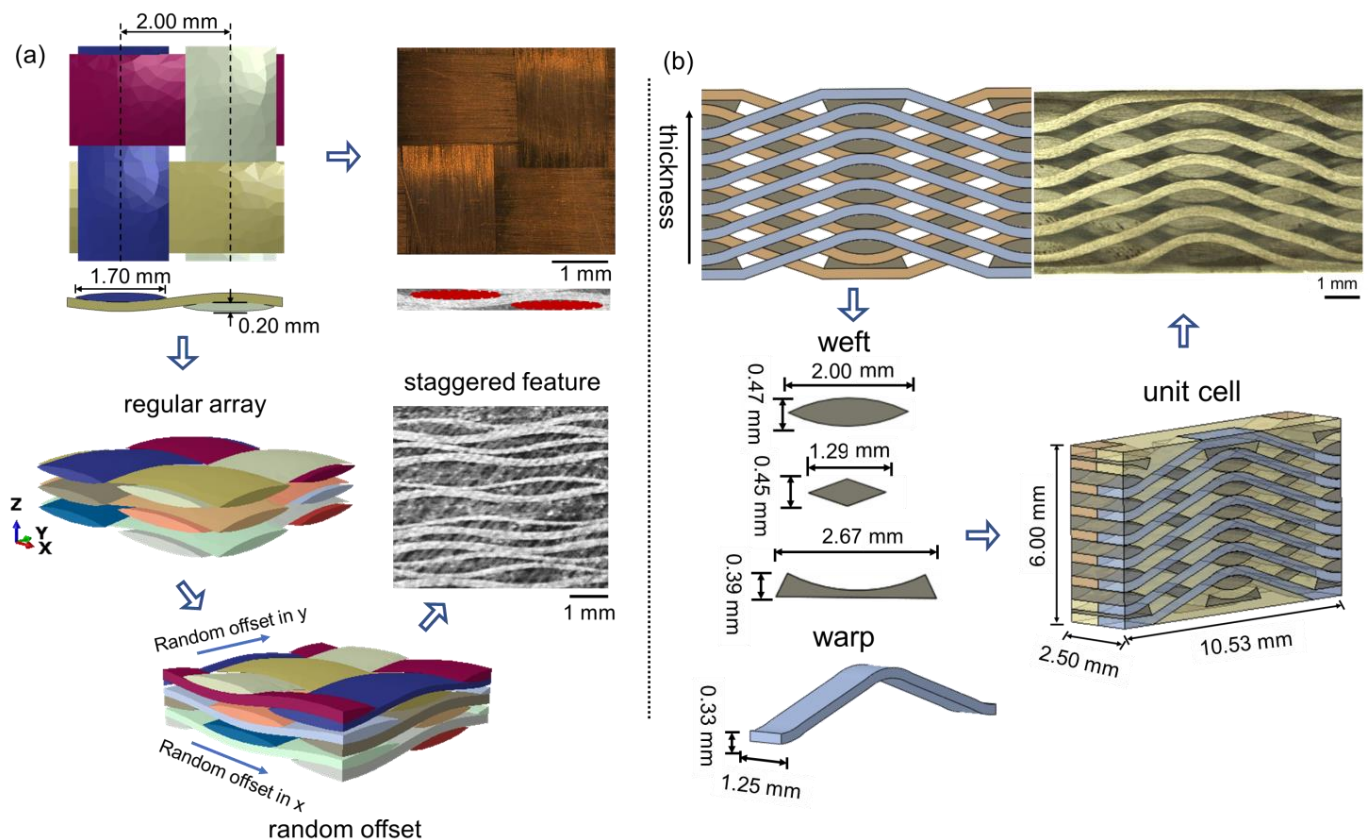 (a)
2.00 mm
1 mm
1.70 mm
0.20 mm
regular array
staggered feature
Z
Y
X
1 mm
Random offset in y
Random offset in x
random offset
(b)
thickness
1 mm
weft
2.00 mm
0.47 mm
1.29 mm
0.45 mm
2.67 mm
0.39 mm
warp
0.33 mm
1.25 mm
unit cell
6.00 mm
2.50 mm
10.53 mm